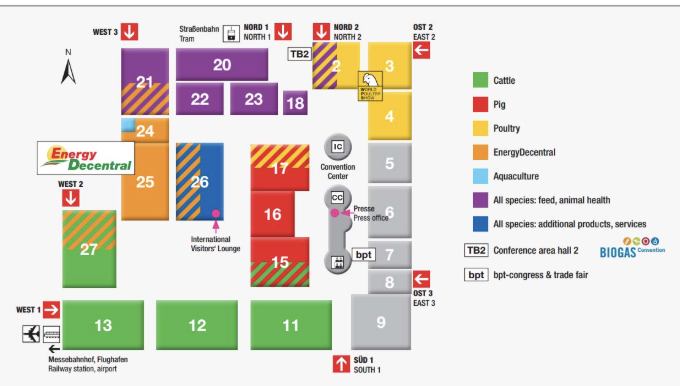 WEST 3
Straßenbahn
Tram
NORD 1
NORTH 1
NORD 2
NORTH 2
OST 2
EAST 2
N
TB2
20
2
3
21
22
23
18
WORLD
POULTRY
SHOW
24
4
Energy
Decentral
IC
Convention
Center
17
5
25
26
WEST 2
CC
Presse
Press office
16
6
International
Visitors' Lounge
27
15
bpt
7
8
OST 3
EAST 3
WEST 1
13
12
11
9
Messebahnhof, Flughafen
Railway station, airport
SÜD 1
SOUTH 1
Cattle
Pig
Poultry
EnergyDecentral
Aquaculture
All species: feed, animal health
All species: additional products, services
TB2 Conference area hall 2
BIOGAS Convention
bpt bpt-congress & trade fair